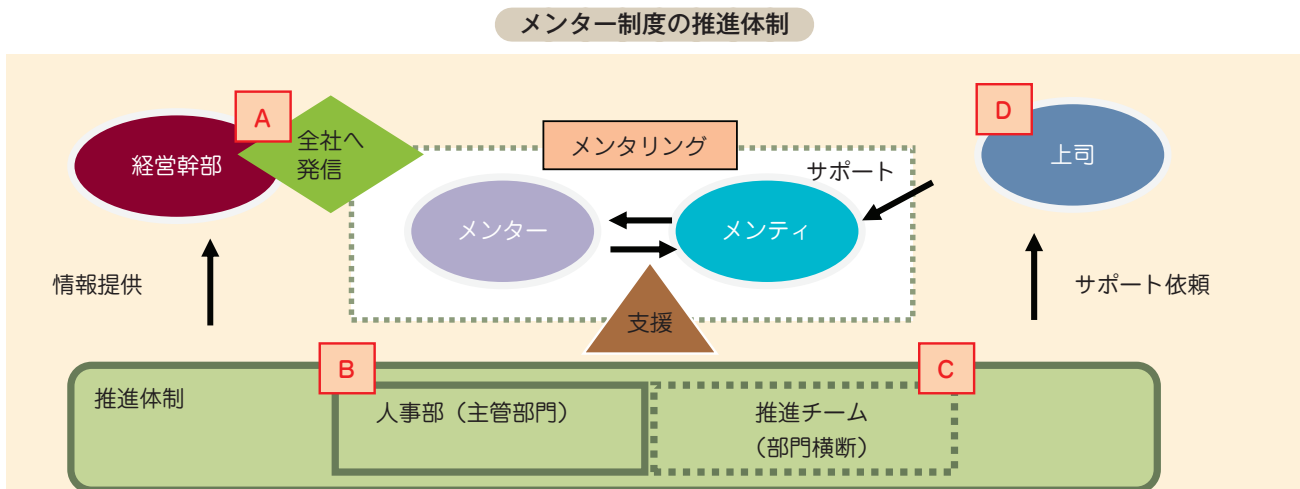 メンター制度の推進体制
A
経営幹部
全社へ
発信
メンタリング
D
上司
サポート
メンター
メンティ
情報提供
支援
サポート依頼
推進体制
B
人事部（主管部門）
C
推進チーム
（部門横断）